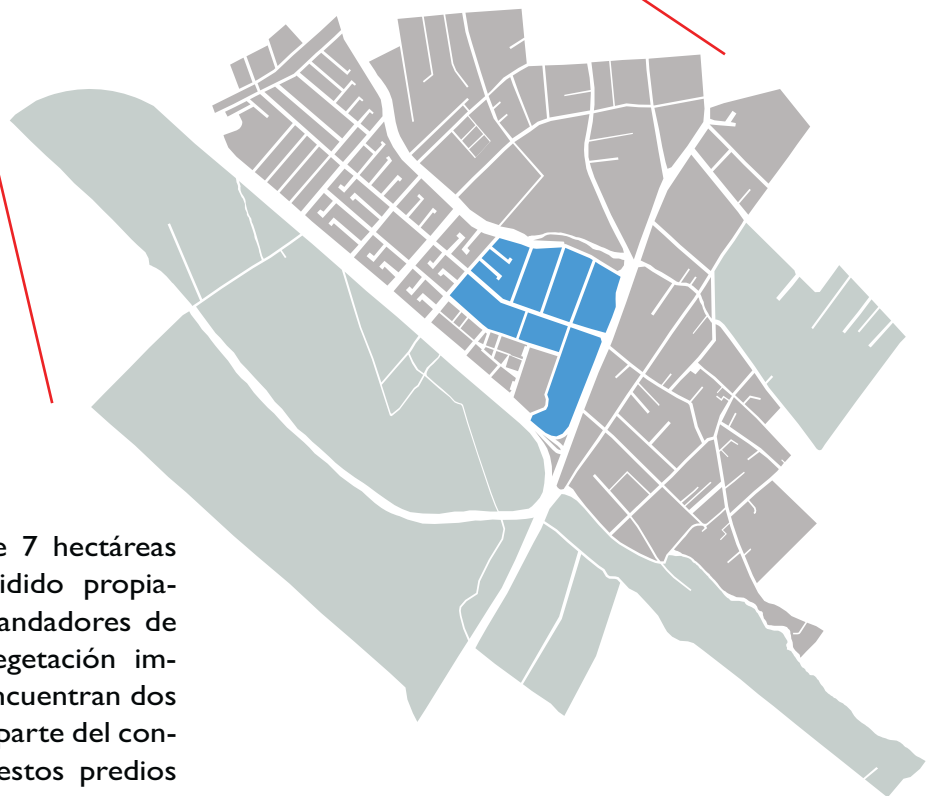 7 hectáreas
idido propia-
andadores de
egetación im-
ncuentran dos
parte del con-
estos predios